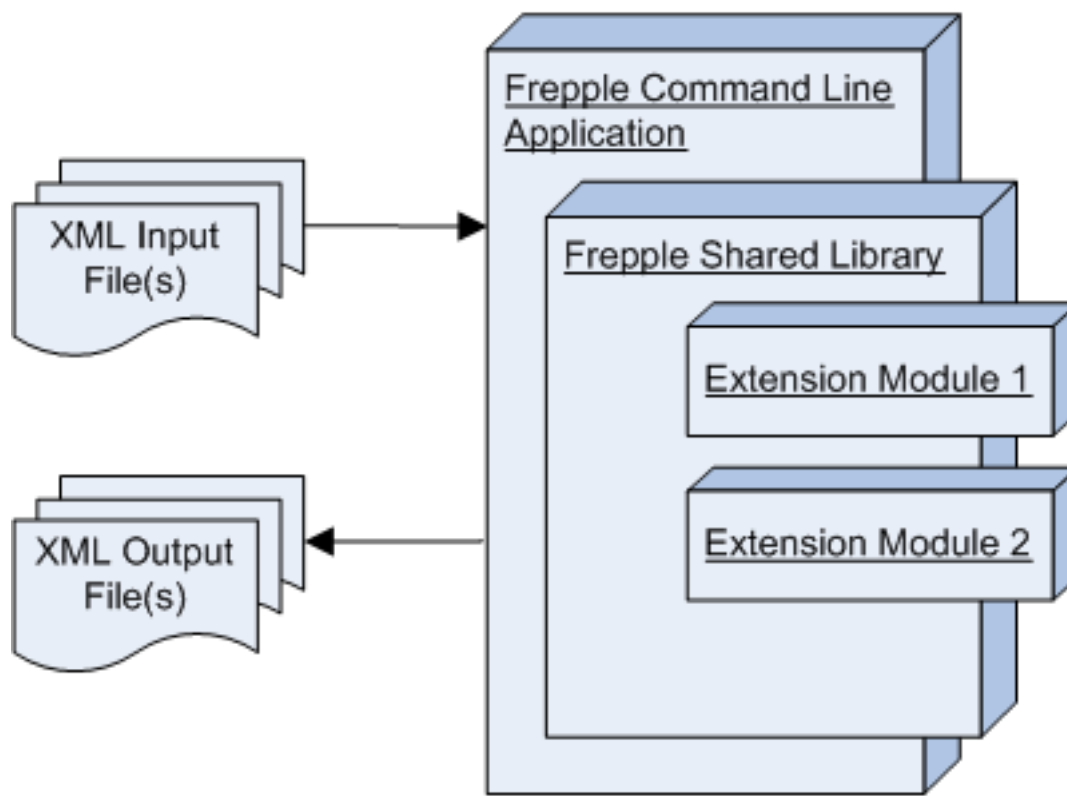 Frepple Command Line
Application
XML Input
File(s)
Frepple Shared Library
Extension Module 1
XML Output
File(s)
Extension Module 2